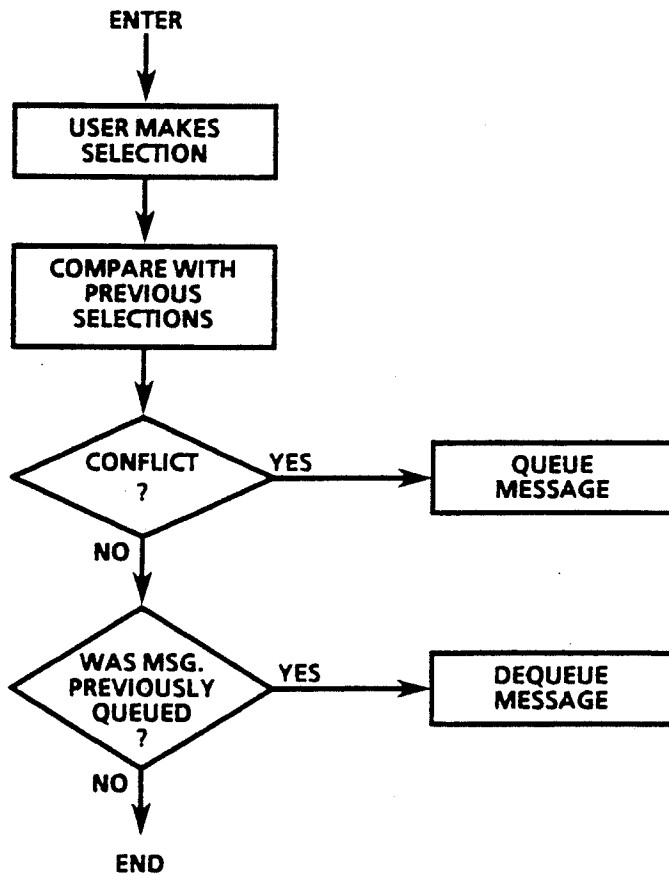 ENTER
USER MAKES
SELECTION
COMPARE WITH
PREVIOUS
SELECTIONS
CONFLICT
?
YES
QUEUE
MESSAGE
NO
WAS MSG.
PREVIOUSLY
QUEUED
?
YES
DEQUEUE
MESSAGE
NO
END